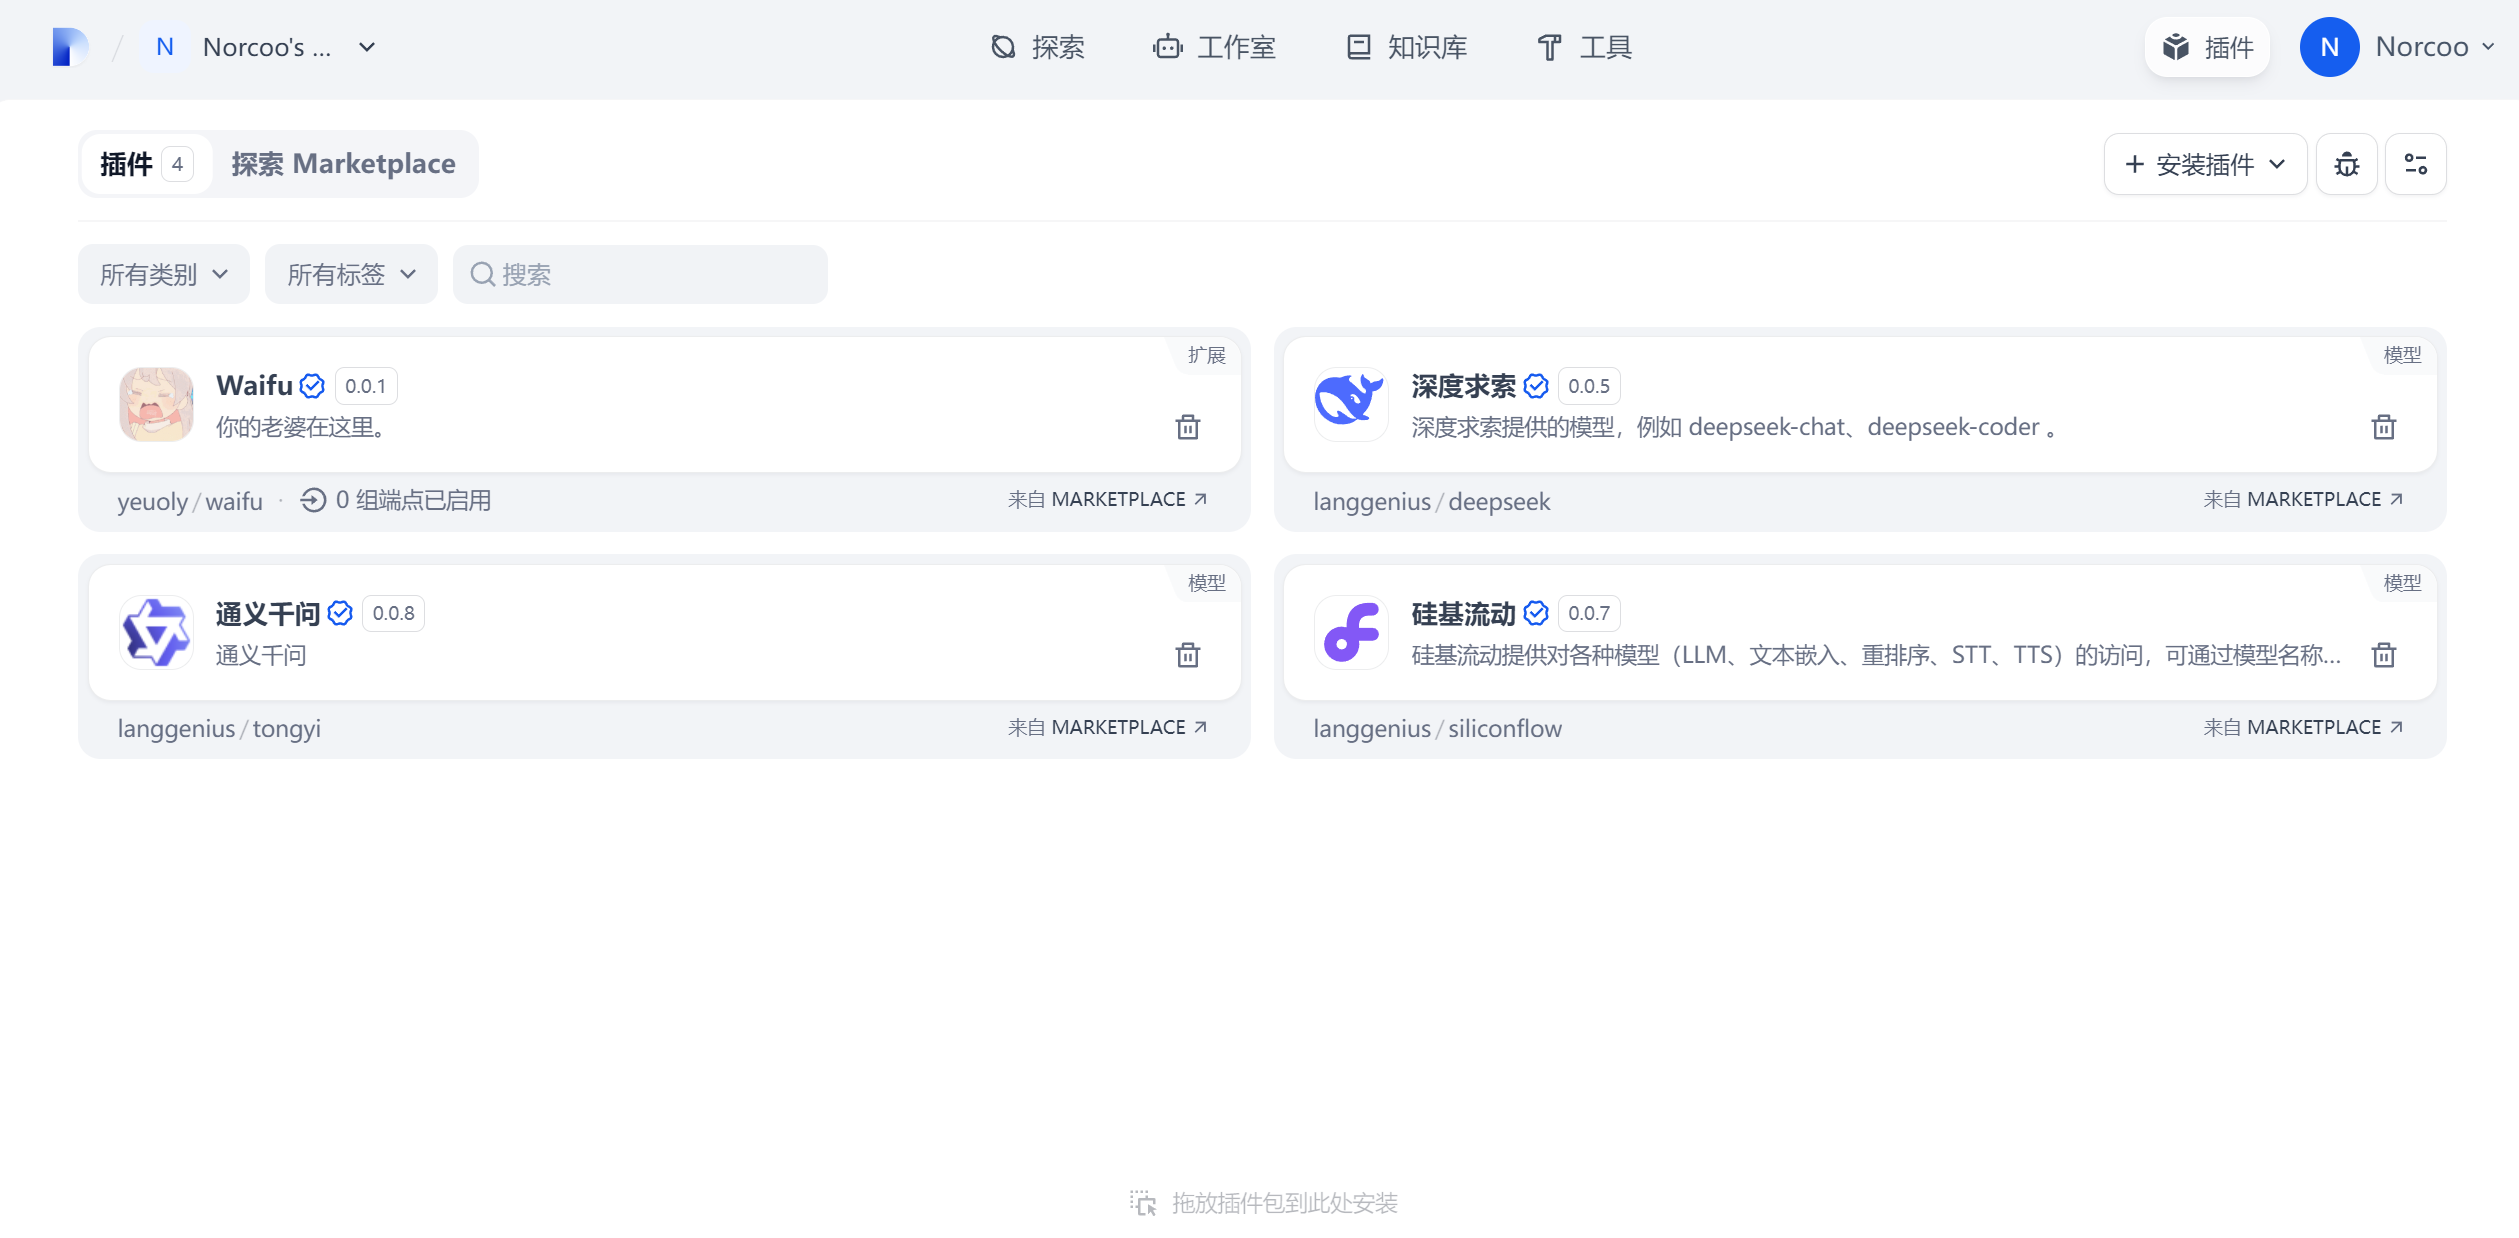 N Norcoo's ...
探索 工作室 知识库 工具
插件 N Norcoo
插件 4 探索 Marketplace
安装插件
所有类别 所有标签 搜索
扩展
Waifu 0.0.1
你的老婆在这里。
yeuoly / waifu · 0 组端点已启用 来自 MARKETPLACE
模型
深度求索 0.0.5
深度求索提供的模型，例如 deepseek-chat、deepseek-coder 。
langgenius / deepseek 来自 MARKETPLACE
模型
通义千问 0.0.8
通义千问
langgenius / tongyi 来自 MARKETPLACE
模型
硅基流动 0.0.7
硅基流动提供对各种模型（LLM、文本嵌入、重排序、STT、TTS）的访问，可通过模型名称...
langgenius / siliconflow 来自 MARKETPLACE
拖放插件包到此处安装